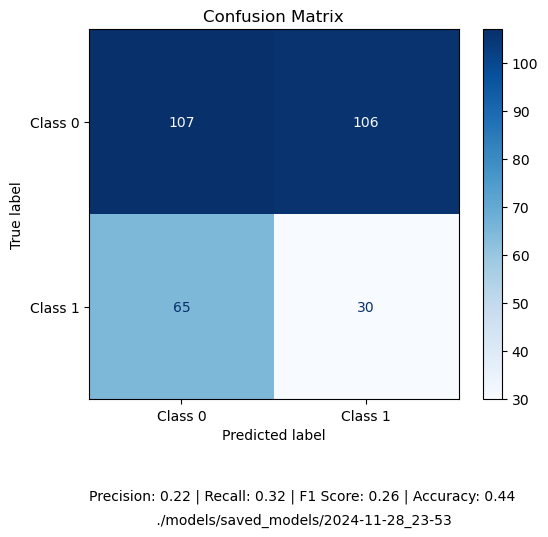 Confusion Matrix
True label
Class 0
107
106
Class 1
65
30
Class 0
Class 1
Predicted label
100
90
80
70
60
50
40
30
Precision: 0.22 | Recall: 0.32 | F1 Score: 0.26 | Accuracy: 0.44
./models/saved_models/2024-11-28_23-53